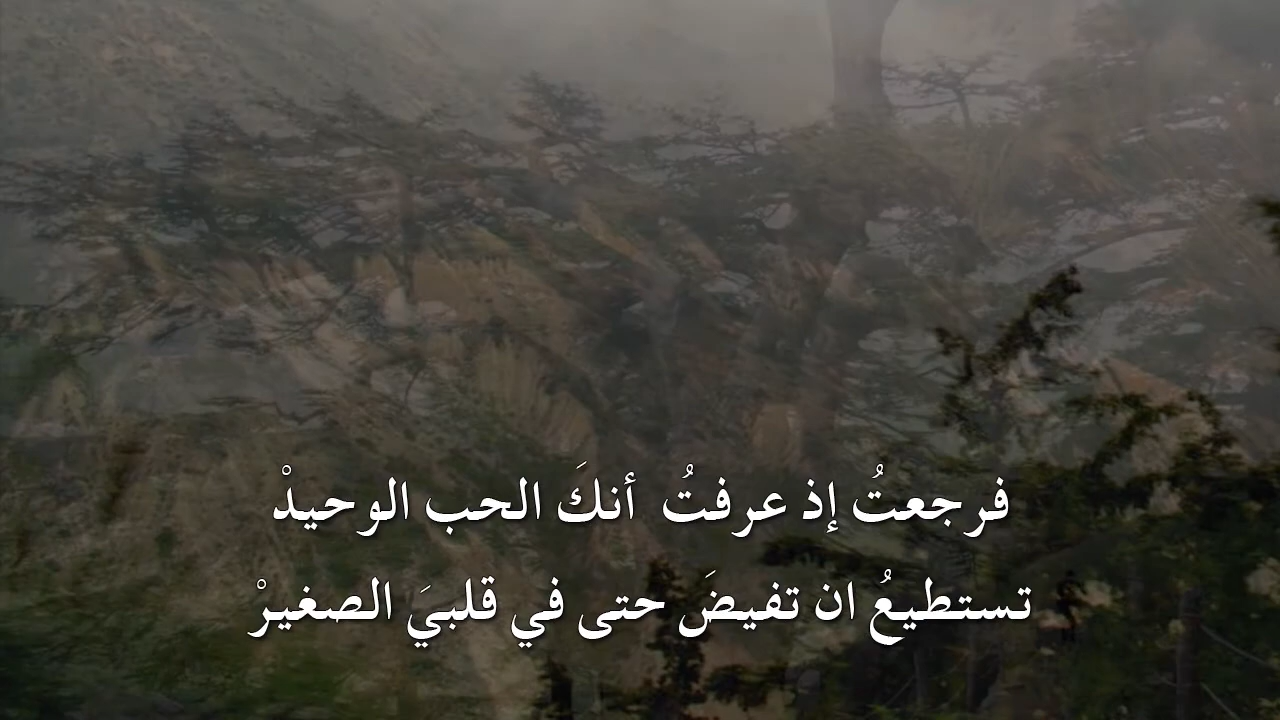 فرجعتُ إذ عرفتُ  أنكَ الحب الوحيدْ
تستطيعُ ان تفيضَ حتى في قلبيَ الصغيرْ